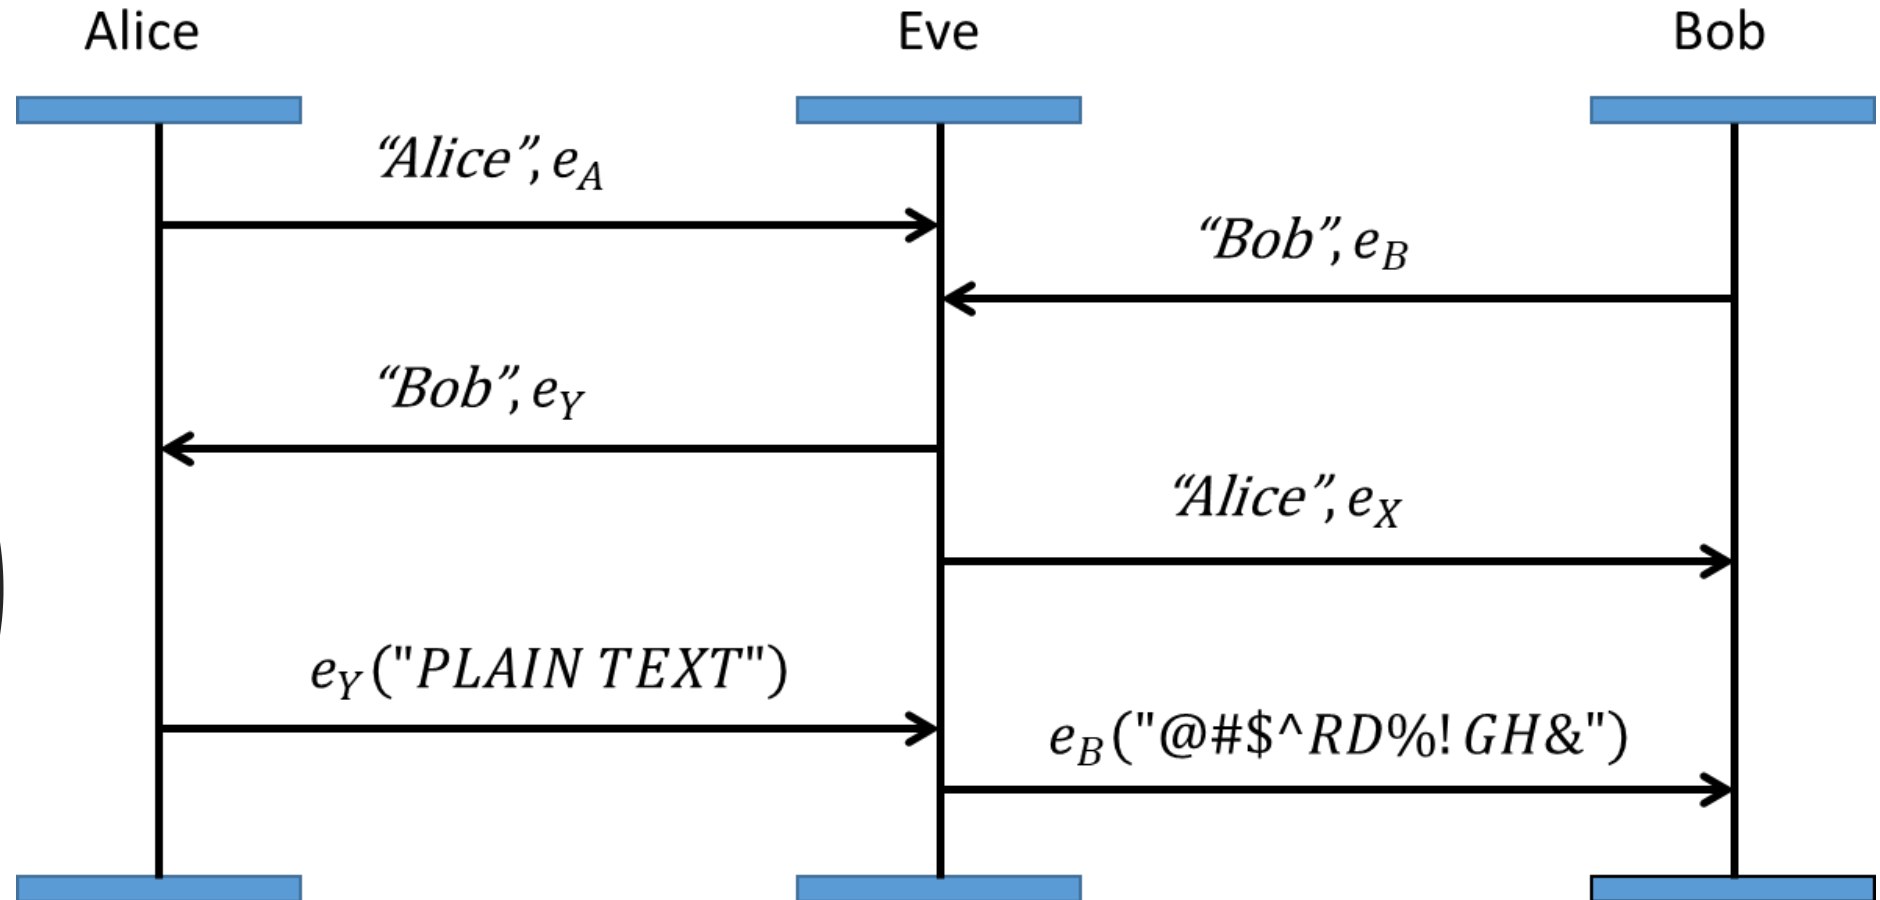 Alice
Eve
Bob
“Alice”, e_A
“Bob”, e_B
“Bob”, e_Y
“Alice”, e_X
e_Y("PLAIN TEXT")
e_B("@#$^RD%! GH&")